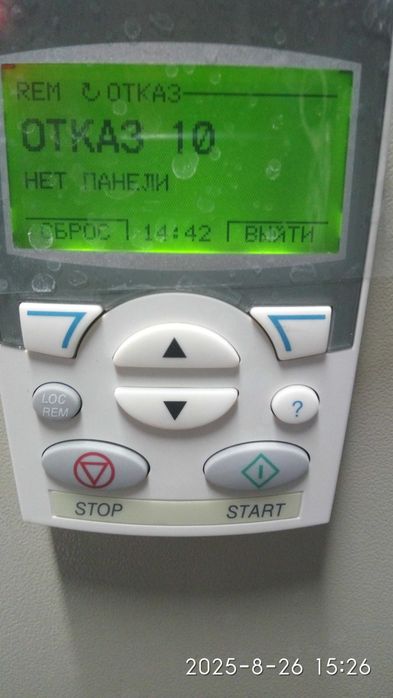 REM ↻ ОТКАЗ
ОТКАЗ 10
НЕТ ПАНЕЛИ
СБРОС 14:42 ВЫЙТИ
LOC
REM
?
STOP START
2025-8-26 15:26